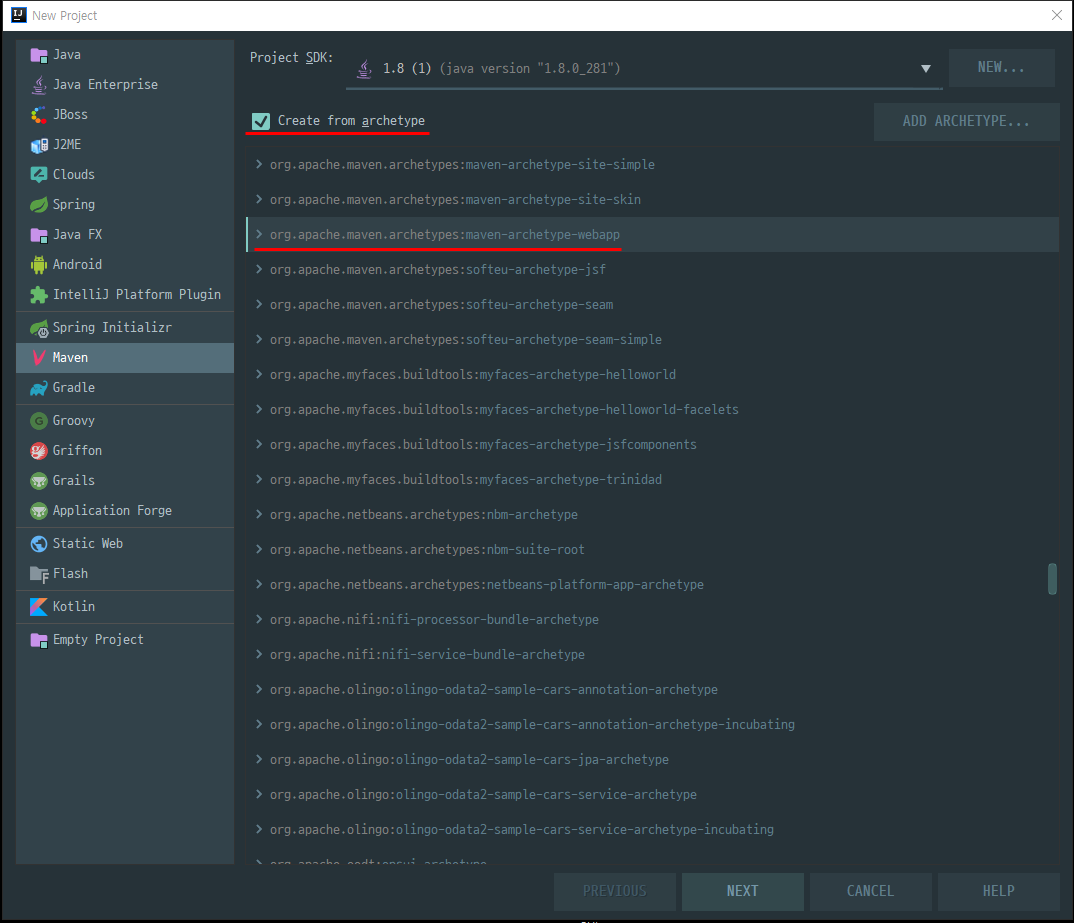 New Project
Java
Java Enterprise
JBoss
J2ME
Clouds
Spring
Java FX
Android
IntelliJ Platform Plugin
Spring Initializr
Maven
Gradle
Groovy
Griffon
Grails
Application Forge
Static Web
Flash
Kotlin
Empty Project
Project SDK:
1.8 (1) (java version "1.8.0_281")
NEW...
Create from archetype
ADD ARCHETYPE...
org.apache.maven.archetypes:maven-archetype-site-simple
org.apache.maven.archetypes:maven-archetype-site-skin
org.apache.maven.archetypes:maven-archetype-webapp
org.apache.maven.archetypes:softeu-archetype-jsf
org.apache.maven.archetypes:softeu-archetype-seam
org.apache.maven.archetypes:softeu-archetype-seam-simple
org.apache.myfaces.buildtools:myfaces-archetype-helloworld
org.apache.myfaces.buildtools:myfaces-archetype-helloworld-facelets
org.apache.myfaces.buildtools:myfaces-archetype-jsfcomponents
org.apache.myfaces.buildtools:myfaces-archetype-trinidad
org.apache.netbeans.archetypes:nbm-archetype
org.apache.netbeans.archetypes:nbm-suite-root
org.apache.netbeans.archetypes:netbeans-platform-app-archetype
org.apache.nifi:nifi-processor-bundle-archetype
org.apache.nifi:nifi-service-bundle-archetype
org.apache.olingo:olingo-odata2-sample-cars-annotation-archetype
org.apache.olingo:olingo-odata2-sample-cars-annotation-archetype-incubating
org.apache.olingo:olingo-odata2-sample-cars-jpa-archetype
org.apache.olingo:olingo-odata2-sample-cars-service-archetype
org.apache.olingo:olingo-odata2-sample-cars-service-archetype-incubating
PREVIOUS
NEXT
CANCEL
HELP